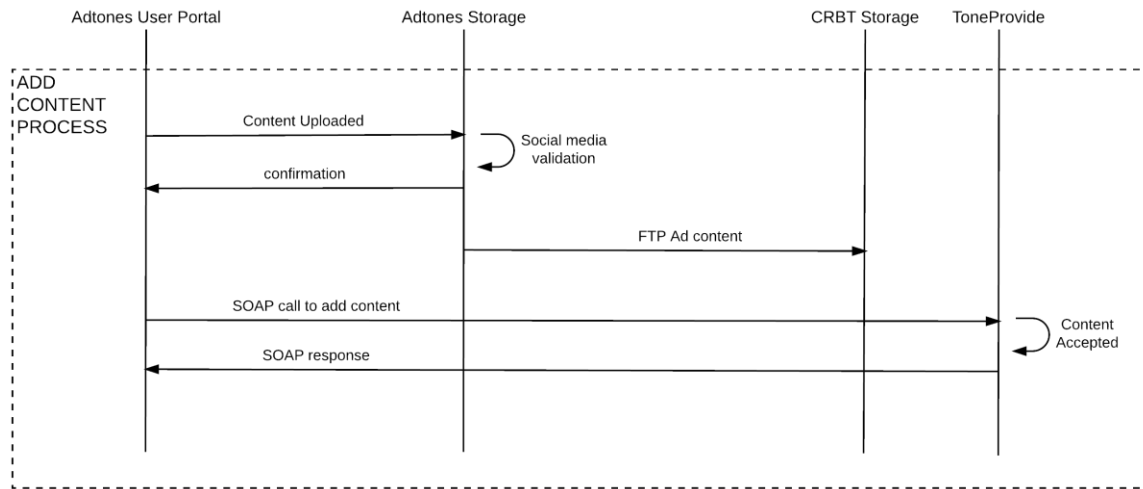 Adtones User Portal
Adtones Storage
CRBT Storage
ToneProvide
ADD
CONTENT
PROCESS
Content Uploaded
Social media
validation
confirmation
FTP Ad content
SOAP call to add content
Content
Accepted
SOAP response